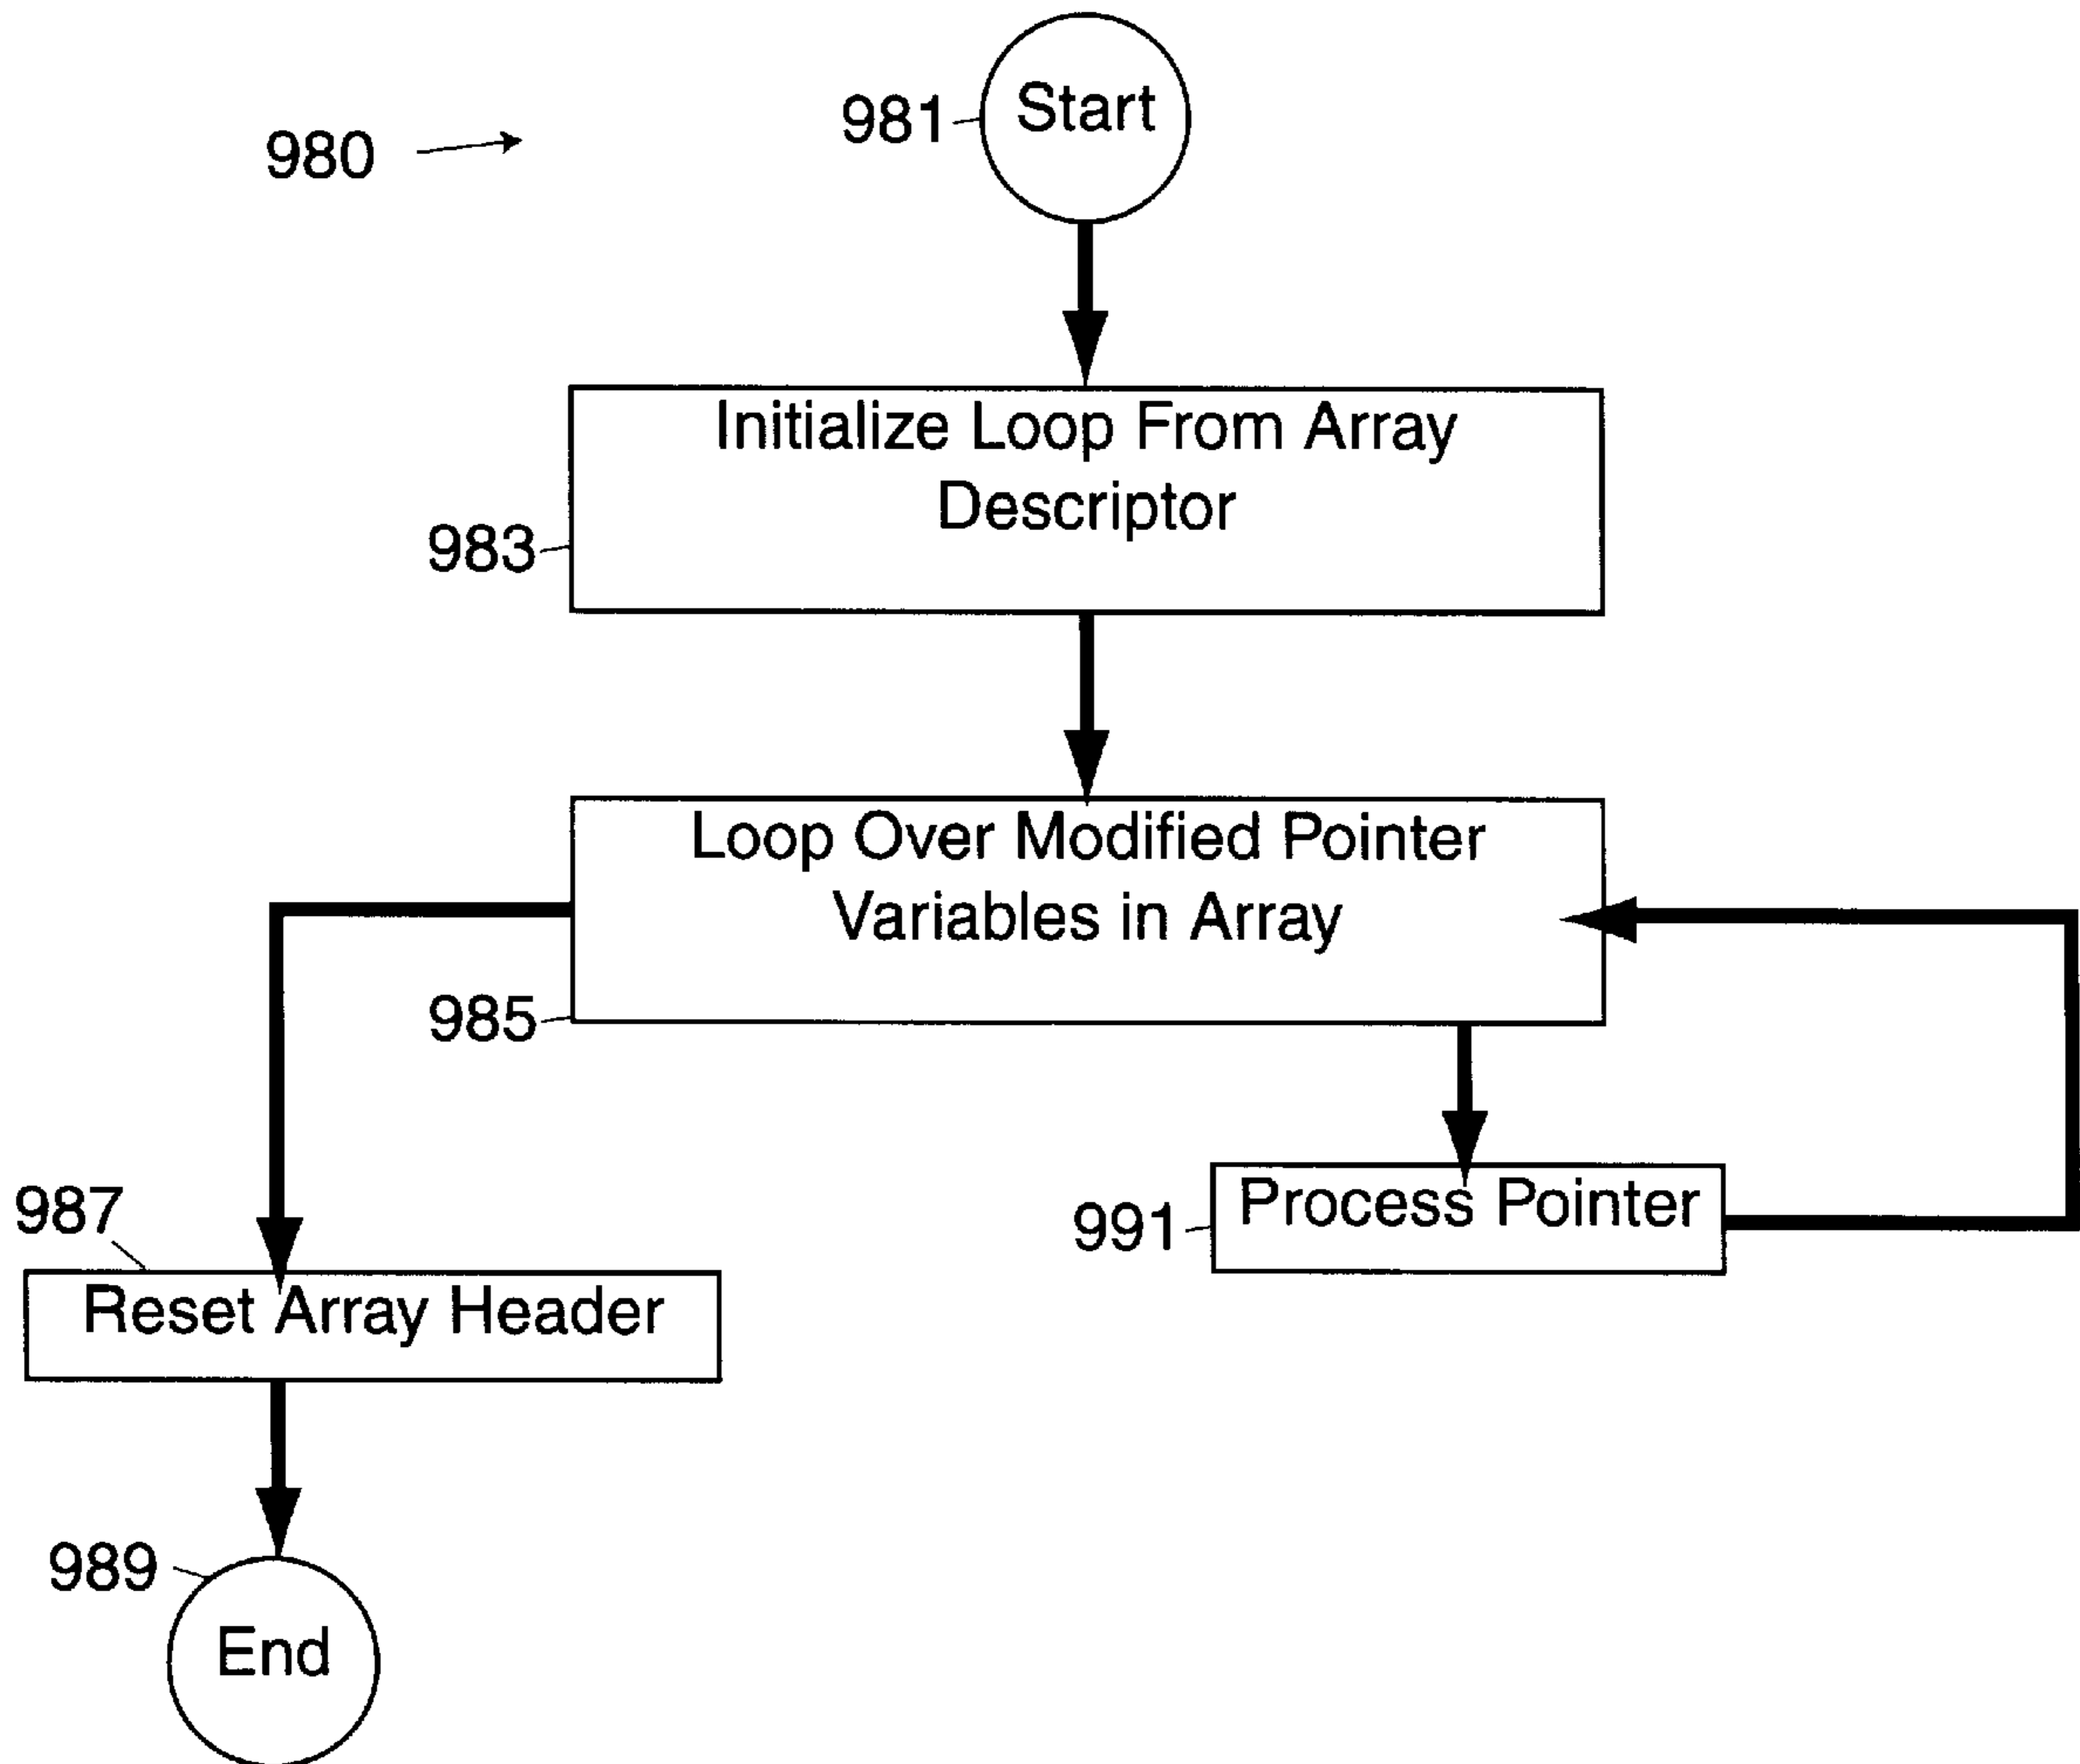 980
981
Start
Initialize Loop From Array
Descriptor
983
Loop Over Modified Pointer
Variables in Array
985
987
Reset Array Header
991
Process Pointer
989
End